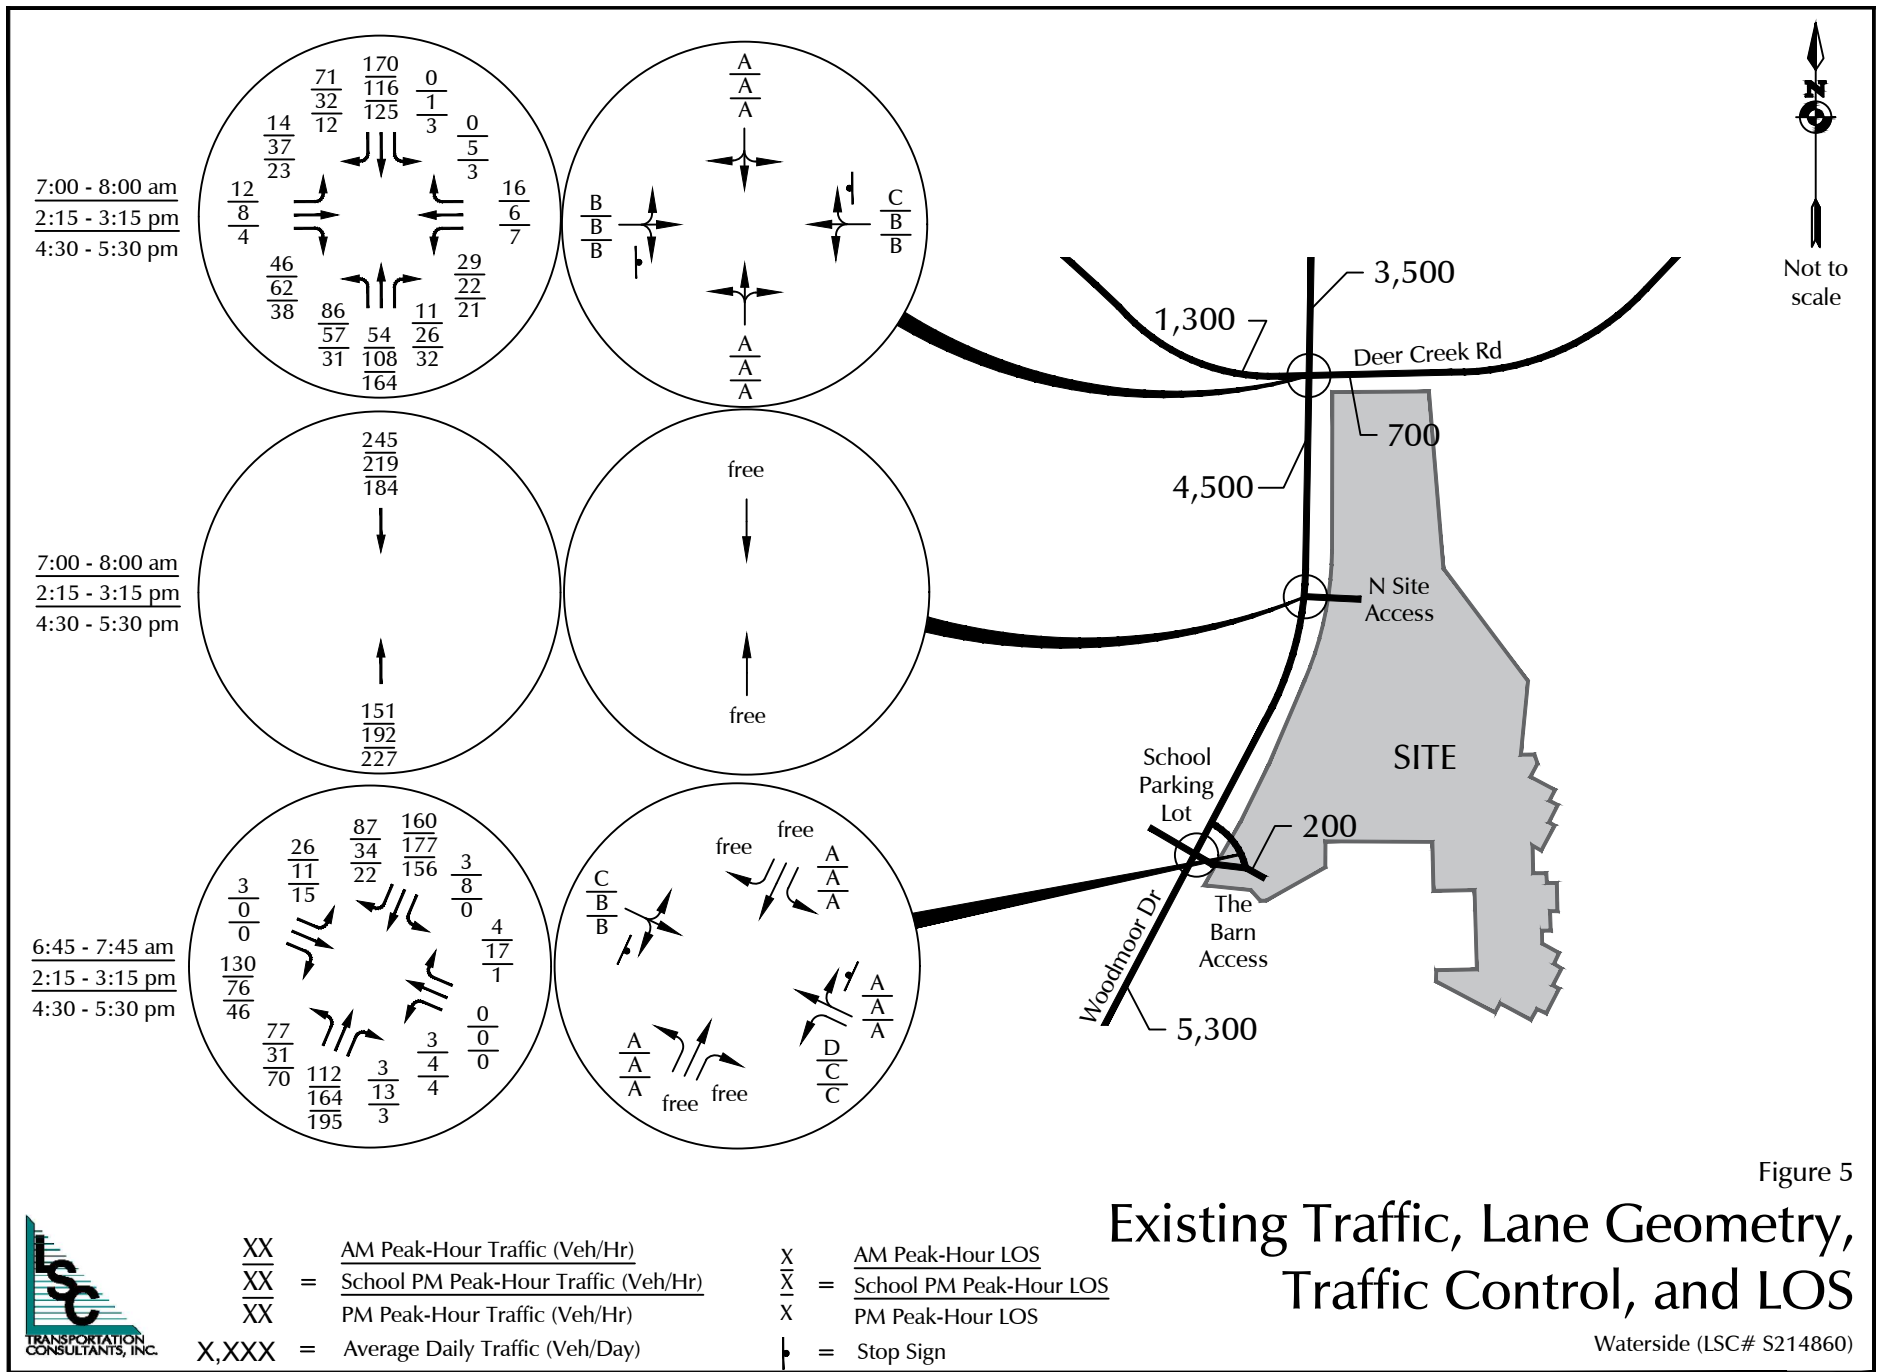 7:00 - 8:00 am
2:15 - 3:15 pm
4:30 - 5:30 pm
71
32
12
170
116
125
0
1
3
14
37
23
0
5
3
12
8
4
16
6
7
46
62
38
29
22
21
86
57
31
54
108
164
11
26
32
A
A
A
B
B
B
C
B
B
A
A
A
7:00 - 8:00 am
2:15 - 3:15 pm
4:30 - 5:30 pm
245
219
184
151
192
227
free
free
6:45 - 7:45 am
2:15 - 3:15 pm
4:30 - 5:30 pm
26
11
15
87
34
22
160
177
156
3
8
0
3
0
0
4
17
1
130
76
46
0
0
0
77
31
70
112
164
195
3
13
3
3
4
4
free
free
A
A
A
C
B
B
A
A
A
D
C
C
A
A
A
free
free
N
Not to
scale
3,500
1,300
Deer Creek Rd
700
4,500
N Site
Access
SITE
School
Parking
Lot
200
The
Barn
Access
Woodmoor Dr
5,300
Figure 5
Existing Traffic, Lane Geometry,
Traffic Control, and LOS
Waterside (LSC# S214860)
LSC
TRANSPORTATION
CONSULTANTS, INC.
XX AM Peak-Hour Traffic (Veh/Hr)
XX = School PM Peak-Hour Traffic (Veh/Hr)
XX PM Peak-Hour Traffic (Veh/Hr)
X,XXX = Average Daily Traffic (Veh/Day)
X AM Peak-Hour LOS
X = School PM Peak-Hour LOS
X PM Peak-Hour LOS
= Stop Sign